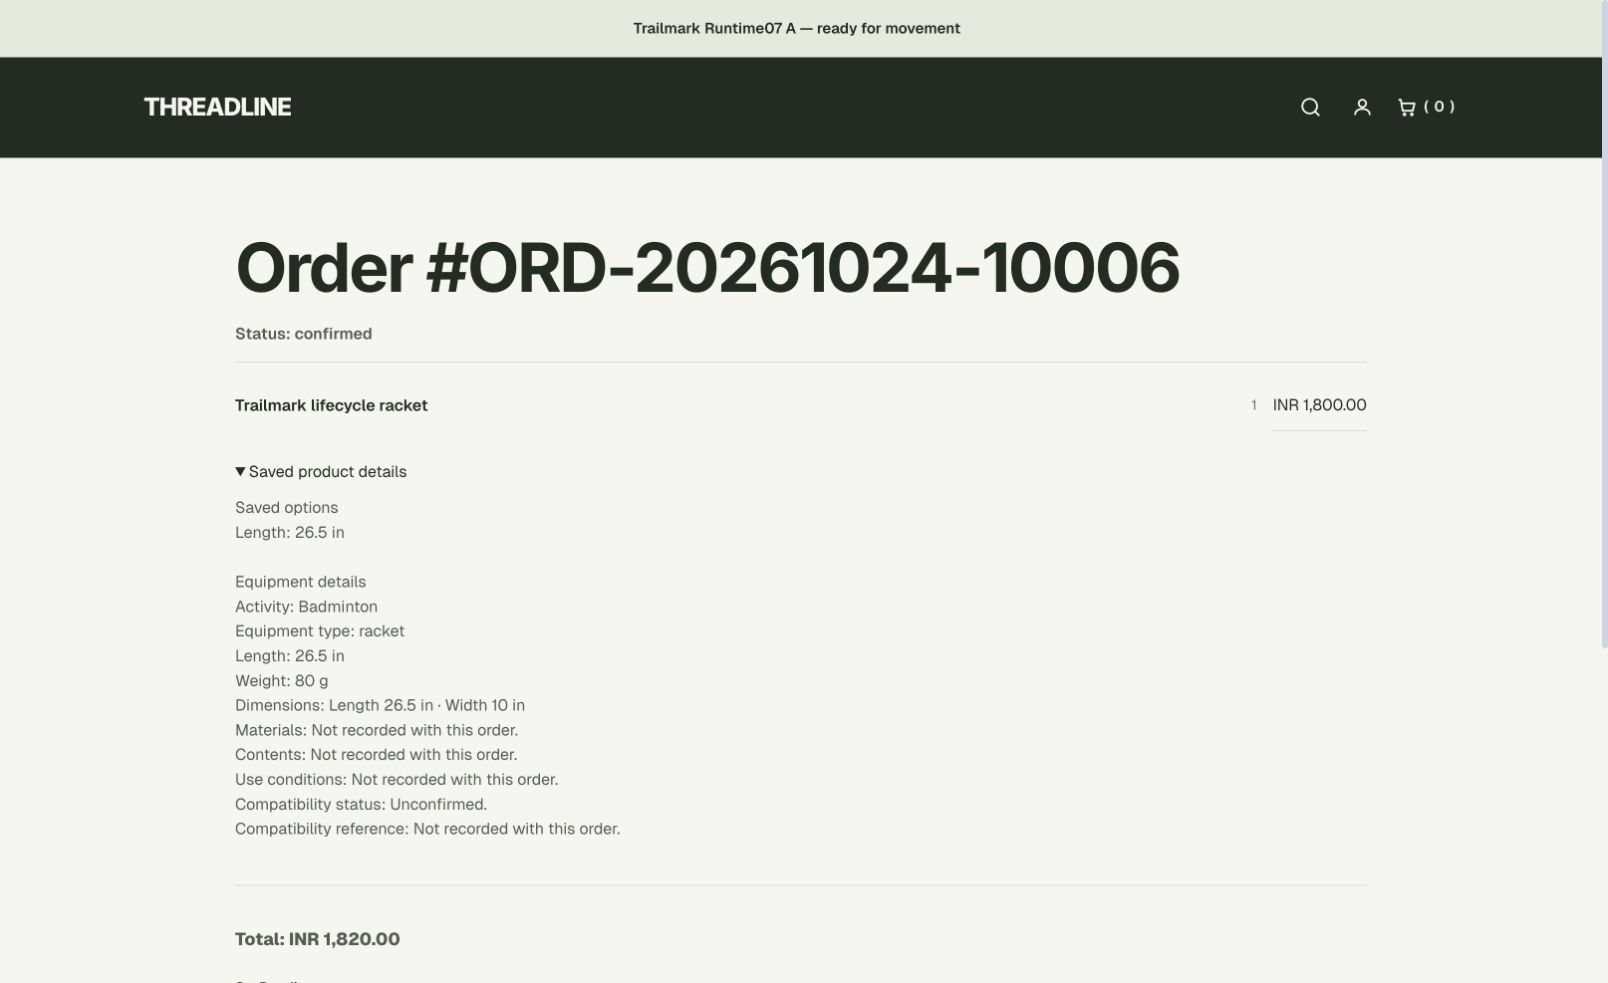 Trailmark Runtime07 A — ready for movement
THREADLINE
( 0 )
Order #ORD-20261024-10006
Status: confirmed
Trailmark lifecycle racket 1 INR 1,800.00
▼ Saved product details
Saved options
Length: 26.5 in
Equipment details
Activity: Badminton
Equipment type: racket
Length: 26.5 in
Weight: 80 g
Dimensions: Length 26.5 in · Width 10 in
Materials: Not recorded with this order.
Contents: Not recorded with this order.
Use conditions: Not recorded with this order.
Compatibility status: Unconfirmed.
Compatibility reference: Not recorded with this order.
Total: INR 1,820.00